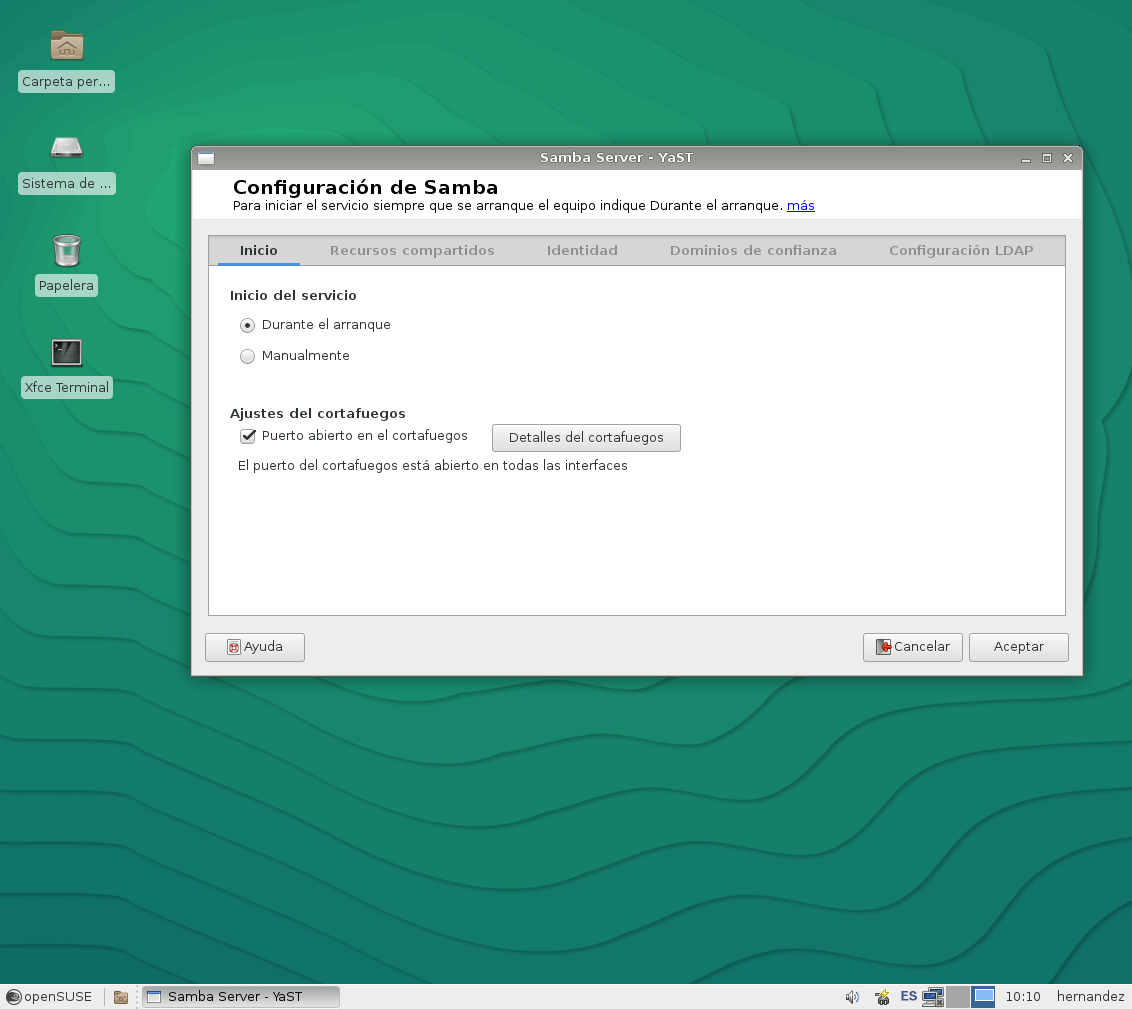 Carpeta per...
Sistema de ...
Papelera
Xfce Terminal
Samba Server - YaST
Configuración de Samba
Para iniciar el servicio siempre que se arranque el equipo indique Durante el arranque. más
Inicio Recursos compartidos Identidad Dominios de confianza Configuración LDAP
Inicio del servicio
Durante el arranque
Manualmente
Ajustes del cortafuegos
Puerto abierto en el cortafuegos Detalles del cortafuegos
El puerto del cortafuegos está abierto en todas las interfaces
Ayuda Cancelar Aceptar
openSUSE Samba Server - YaST ES 10:10 hernandez